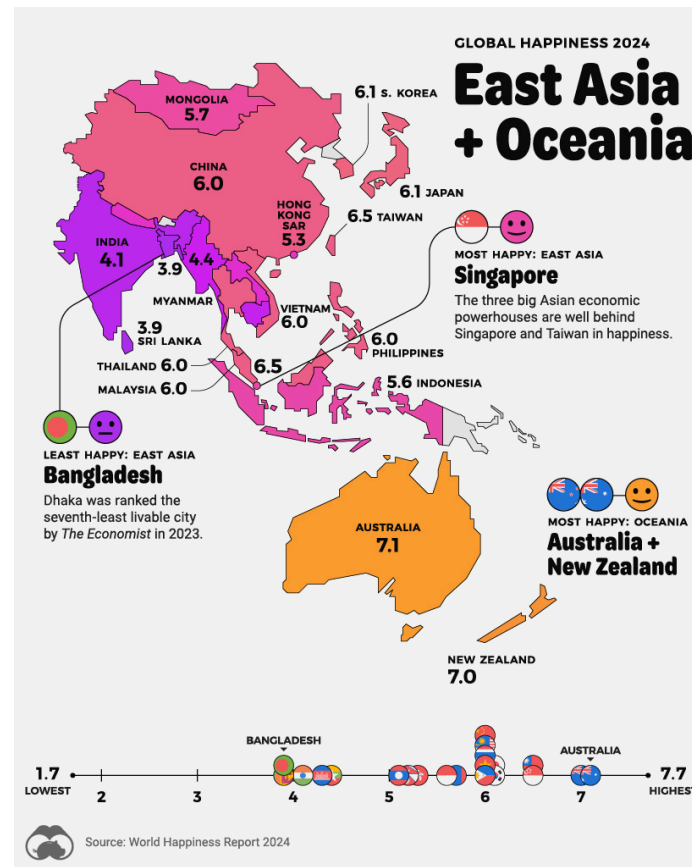 GLOBAL HAPPINESS 2024
East Asia
+ Oceania
MONGOLIA
5.7
6.1 S. KOREA
CHINA
6.0
6.1 JAPAN
HONG
KONG
SAR
5.3
6.5 TAIWAN
INDIA
4.1
3.9
4.4
MYANMAR
VIETNAM
6.0
3.9
SRI LANKA
THAILAND 6.0
MALAYSIA 6.0
6.5
6.0
PHILIPPINES
5.6 INDONESIA
MOST HAPPY: EAST ASIA
Singapore
The three big Asian economic
powerhouses are well behind
Singapore and Taiwan in happiness.
LEAST HAPPY: EAST ASIA
Bangladesh
Dhaka was ranked the
seventh-least livable city
by The Economist in 2023.
AUSTRALIA
7.1
MOST HAPPY: OCEANIA
Australia +
New Zealand
NEW ZEALAND
7.0
BANGLADESH
AUSTRALIA
1.7
LOWEST
2
3
4
5
6
7
7.7
HIGHEST
Source: World Happiness Report 2024